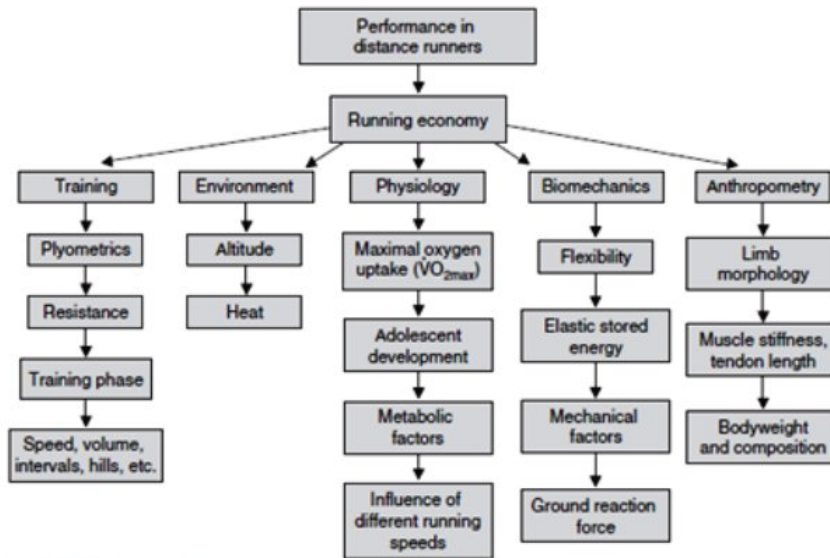 Performance in
distance runners
Running economy
Training
Environment
Physiology
Biomechanics
Anthropometry
Plyometrics
Altitude
Maximal oxygen
uptake (V̇O2max)
Flexibility
Limb
morphology
Resistance
Heat
Adolescent
development
Elastic stored
energy
Muscle stiffness,
tendon length
Training phase
Metabolic
factors
Mechanical
factors
Bodyweight
and composition
Speed, volume,
intervals, hills, etc.
Influence of
different running
speeds
Ground reaction
force